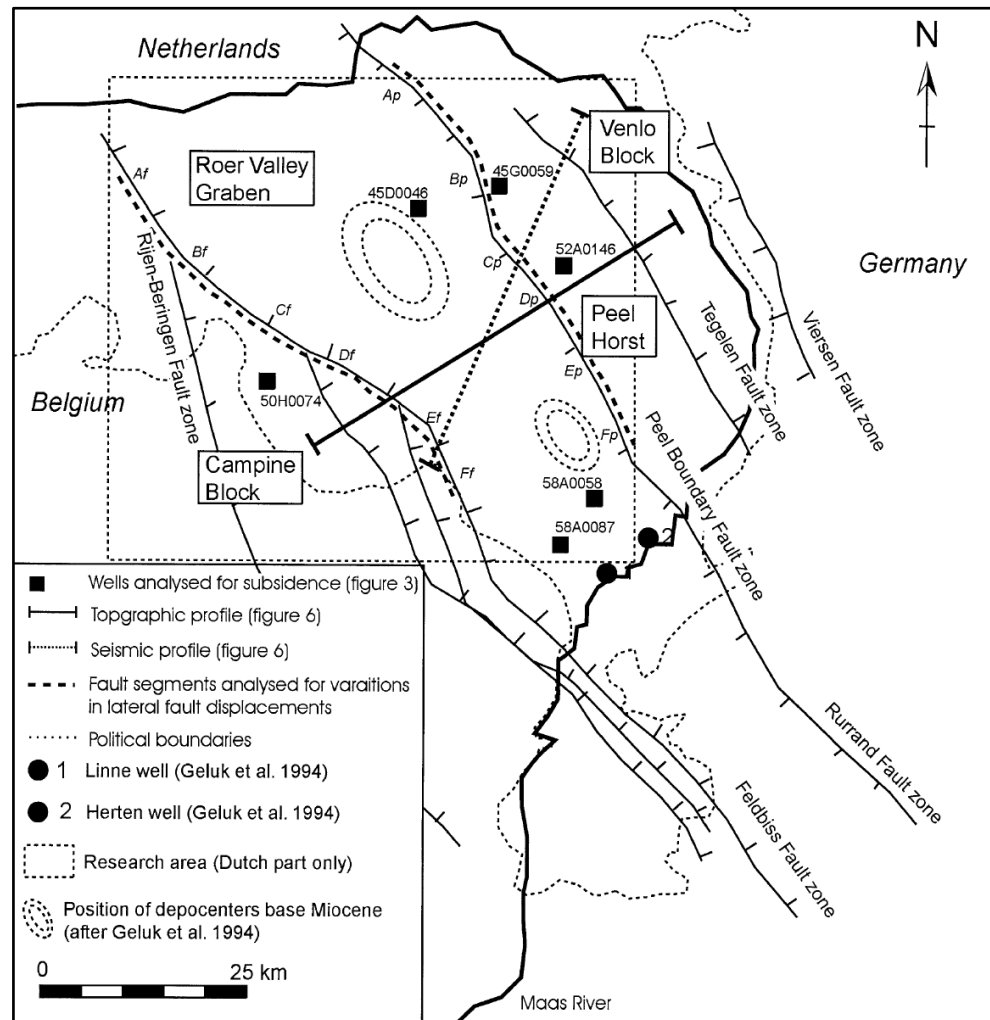 Netherlands
N
Ap
Venlo
Block
Roer Valley
Graben
Af
Bp
45G0059
45D0046
Bf
Rijen-Beringen Fault zone
Cp
52A0146
Germany
Cf
Dp
Peel
Horst
Tegelen Fault zone
Viersen Fault zone
Df
Ep
Belgium
50H0074
Ef
Fp
Peel Boundary Fault zone
Campine
Block
Ff
58A0058
58A0087
2
Wells analysed for subsidence (figure 3)
Topgraphic profile (figure 6)
Seismic profile (figure 6)
Fault segments analysed for varaitions
in lateral fault displacements
Political boundaries
1 Linne well (Geluk et al. 1994)
2 Herten well (Geluk et al. 1994)
Research area (Dutch part only)
Position of depocenters base Miocene
(after Geluk et al. 1994)
0 25 km
Rurrand Fault zone
Feldbiss Fault zone
Maas River